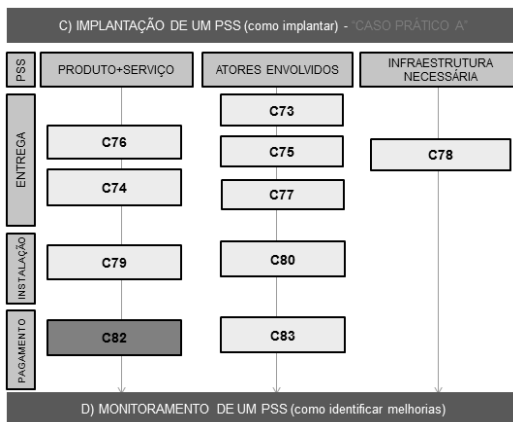 C) IMPLANTAÇÃO DE UM PSS (como implantar) - "CASO PRÁTICO A"
PSS
PRODUTO+SERVIÇO
ATORES ENVOLVIDOS
INFRAESTRUTURA
NECESSÁRIA
ENTREGA
C73
C76
C75
C78
C74
C77
INSTALAÇÃO
C79
C80
PAGAMENTO
C82
C83
D) MONITORAMENTO DE UM PSS (como identificar melhorias)